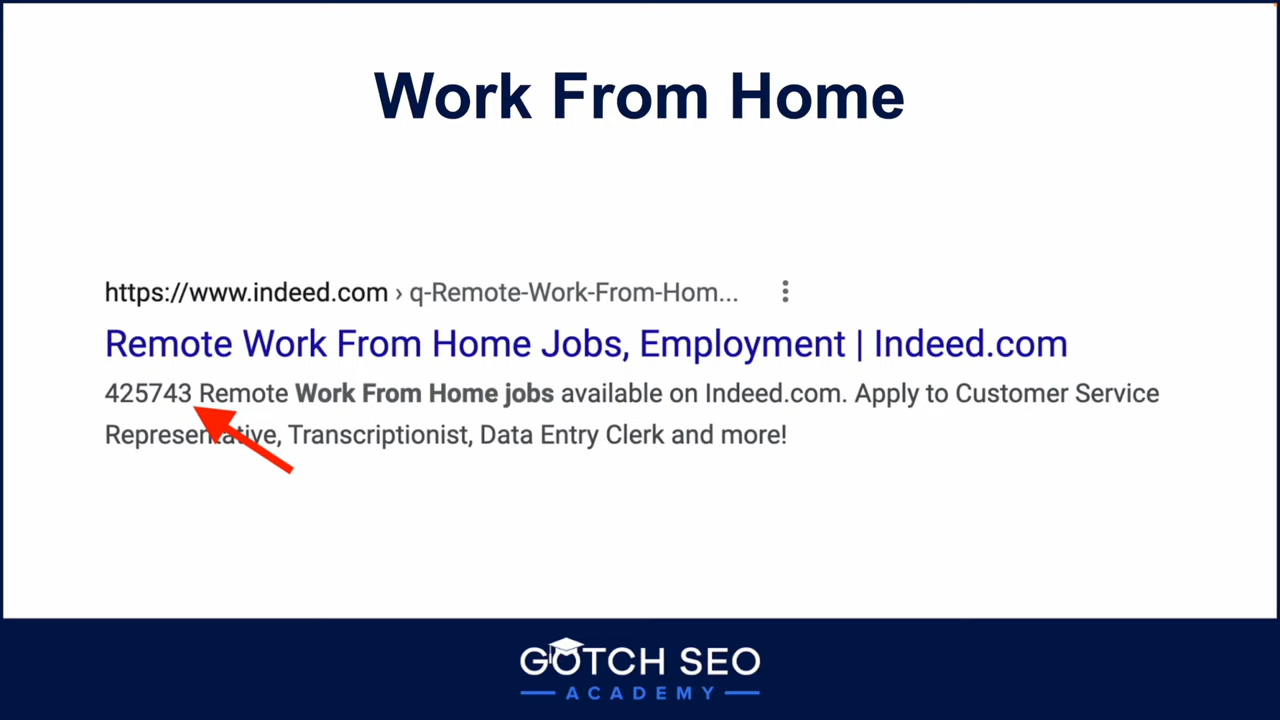 Work From Home
https://www.indeed.com › q-Remote-Work-From-Hom...
Remote Work From Home Jobs, Employment | Indeed.com
425743 Remote Work From Home jobs available on Indeed.com. Apply to Customer Service
Representative, Transcriptionist, Data Entry Clerk and more!
GOTCH SEO
ACADEMY